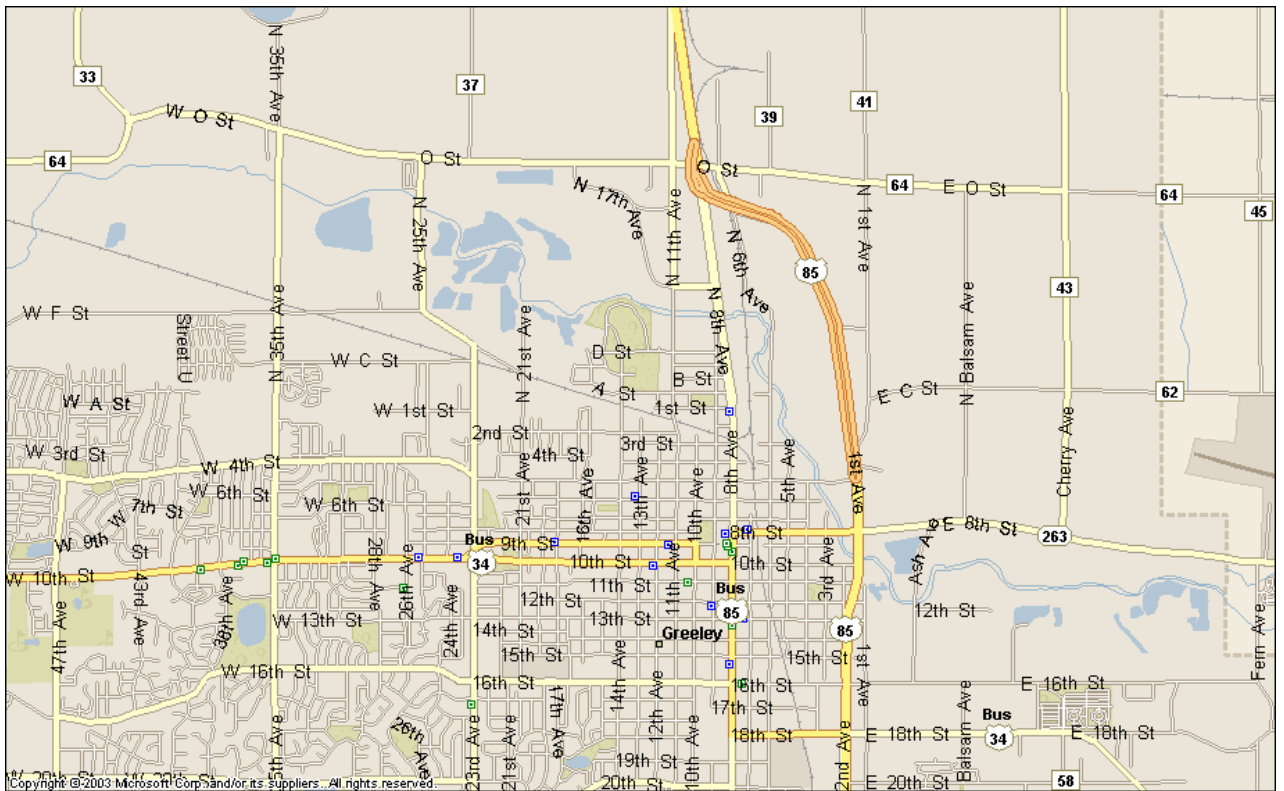 33
N 35th Ave
37
41
39
W O St
64
O St
O St
64
E O St
64
45
N 17th Ave
N 25th Ave
N 11th Ave
N 6th Ave
N 1st Ave
85
43
W F St
Street U
N 35th Ave
N 21st Ave
N 8th Ave
N Balsam Ave
W C St
D St
B St
A St
E C St
62
W A St
W 1st St
1st St
2nd St
3rd St
W 3rd St
W 4th St
4th St
21st Ave
16th Ave
13th Ave
10th Ave
8th Ave
5th Ave
1st Ave
Cherry Ave
W 6th St
W 6th St
W 7th St
W 9th St
Bus
34
9th St
8th St
E 8th St
263
W 10th St
10th St
10th St
Ash Ave
43rd Ave
28th Ave
11th St
11th Ave
3rd Ave
Bus
85
12th St
12th St
47th Ave
W 13th St
24th Ave
13th St
14th St
Greeley
85
15th St
15th St
1st Ave
Fern Ave
W 16th St
16th St
16th St
E 16th St
14th Ave
12th Ave
17th Ave
17th St
Balsam Ave
26th Ave
23rd Ave
21st Ave
10th Ave
18th St
2nd Ave
E 18th St
Bus
34
E 18th St
19th St
20th St
E 20th St
58
Copyright © 2003 Microsoft Corp. and/or its suppliers. All rights reserved.